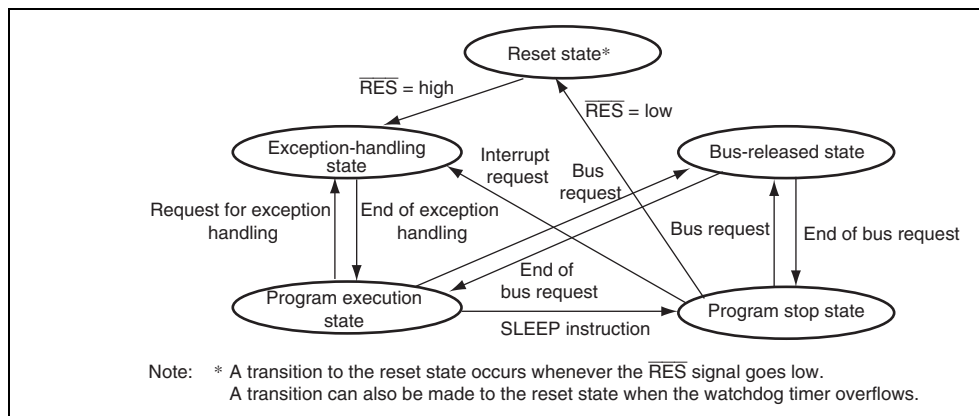 Reset state*
R̅E̅S̅ = high
R̅E̅S̅ = low
Exception-handling
state
Interrupt
request
Bus
request
Bus-released state
Request for exception
handling
End of exception
handling
Bus request
End of bus request
End of
bus request
Program execution
state
SLEEP instruction
Program stop state
Note: * A transition to the reset state occurs whenever the R̅E̅S̅ signal goes low.
A transition can also be made to the reset state when the watchdog timer overflows.